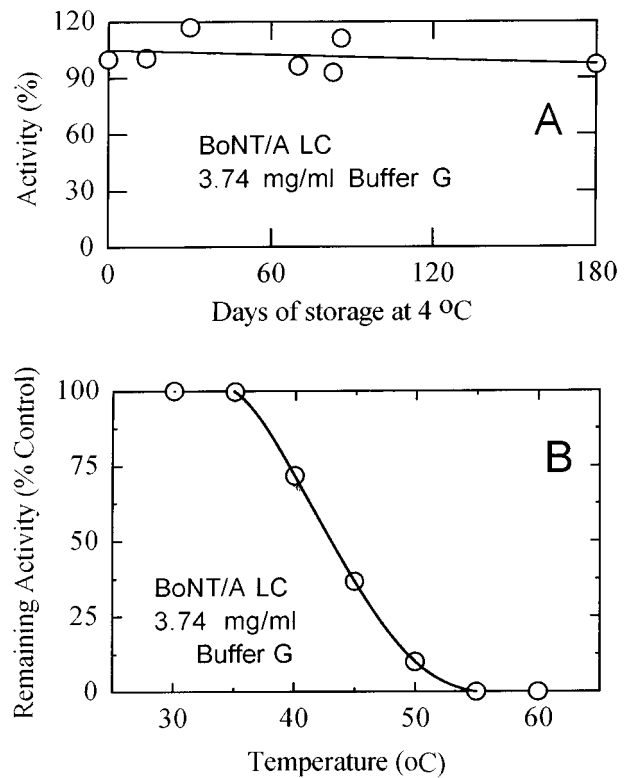 120
90
60
30
0
Activity (%)
A
BoNT/A LC
3.74 mg/ml Buffer G
0 60 120 180
Days of storage at 4 ºC
100
75
50
25
0
Remaining Activity (% Control)
B
BoNT/A LC
3.74 mg/ml
Buffer G
30 40 50 60
Temperature (oC)